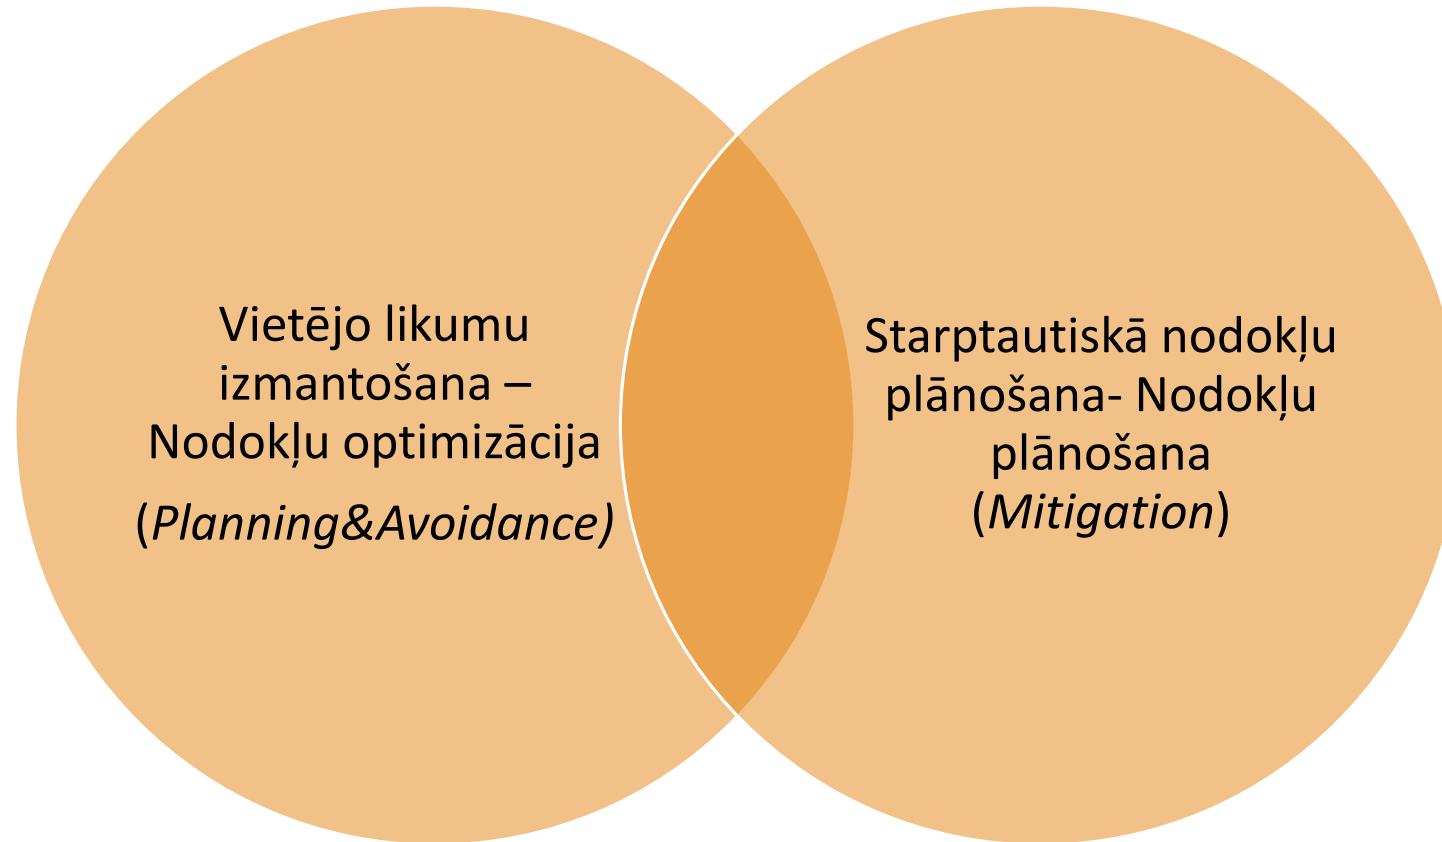 Vietējo likumu
izmantošana –
Nodokļu optimizācija
(Planning&Avoidance)
Starptautiskā nodokļu
plānošana- Nodokļu
plānošana
(Mitigation)